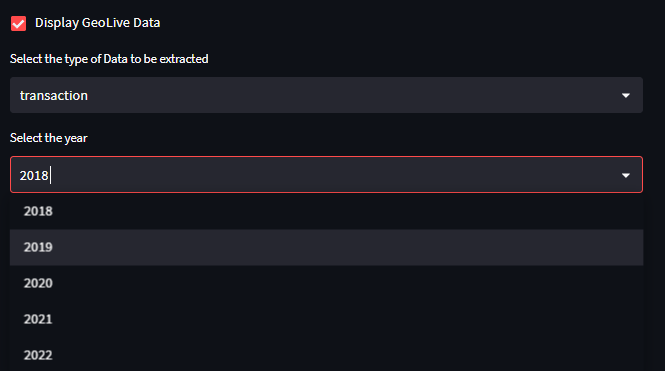 Display GeoLive Data
Select the type of Data to be extracted
transaction
Select the year
2018
2018
2019
2020
2021
2022